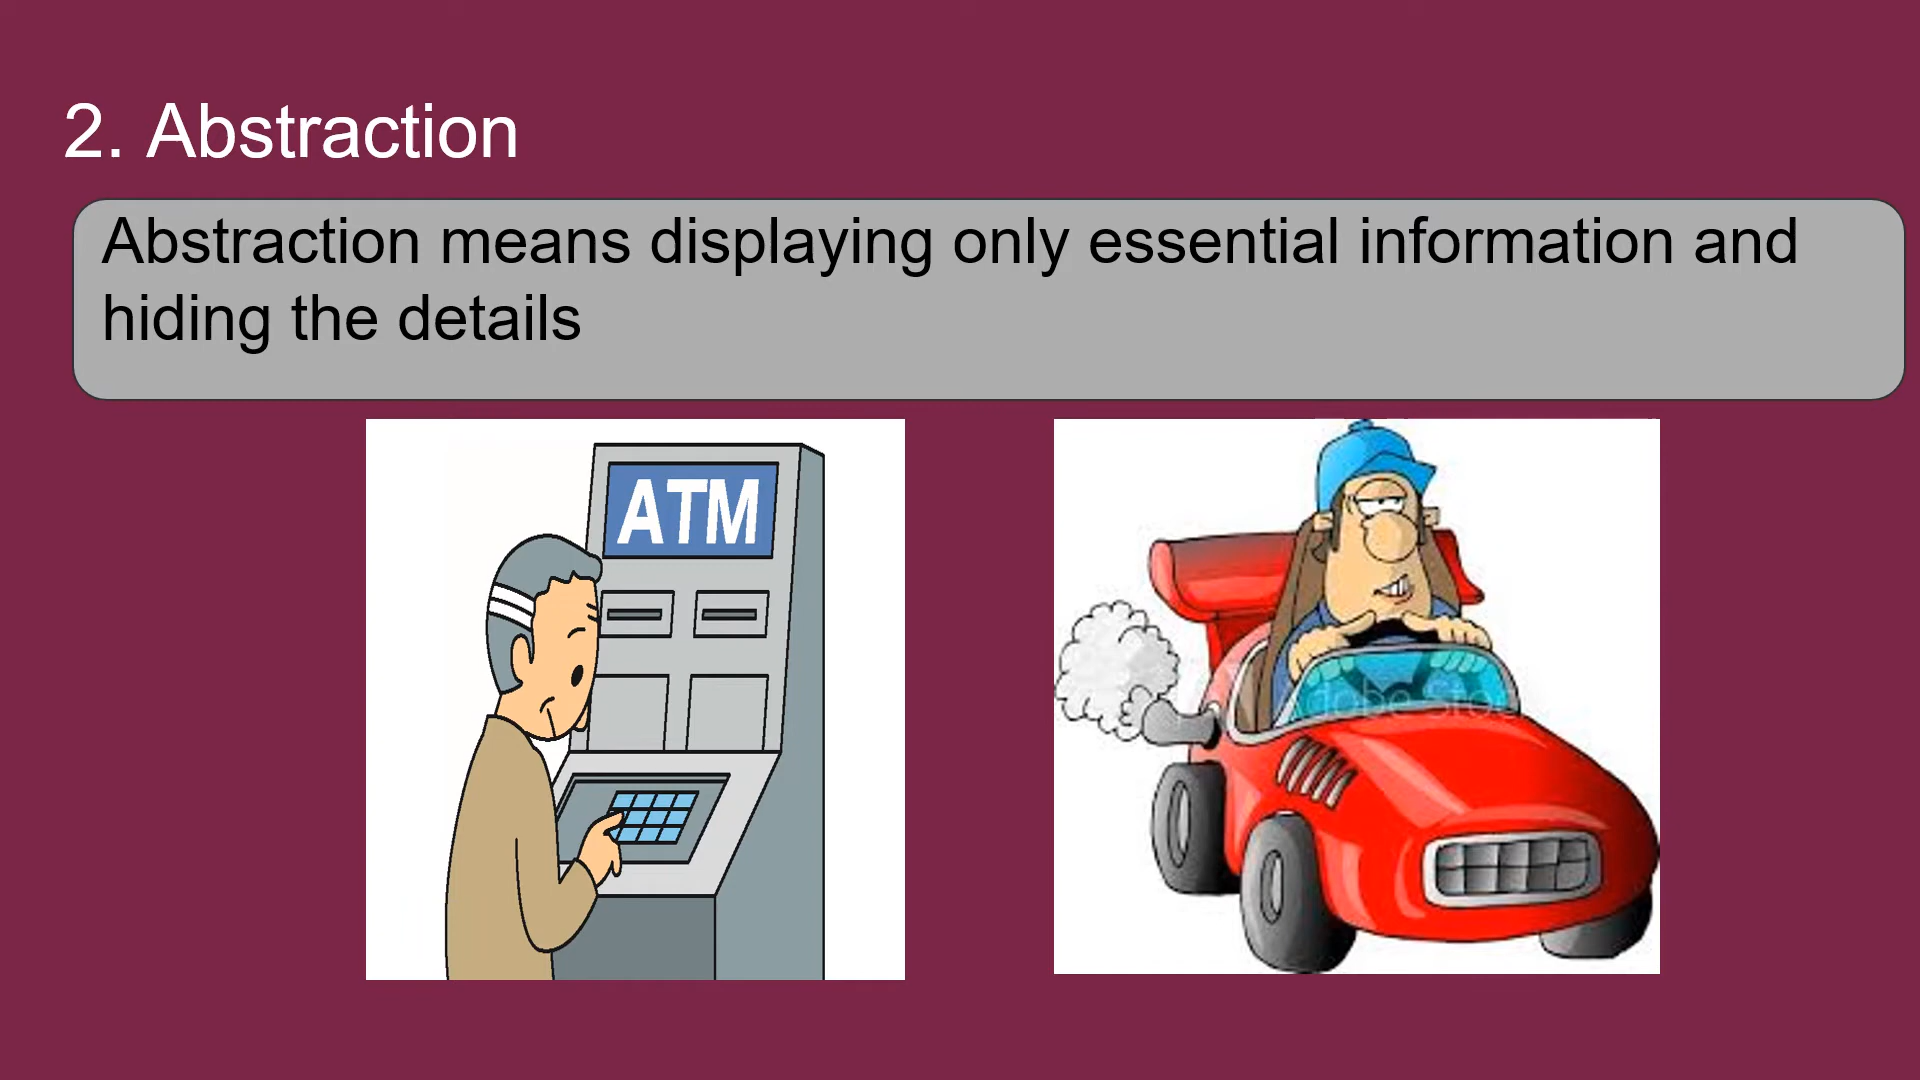 2. Abstraction
Abstraction means displaying only essential information and
hiding the details
ATM